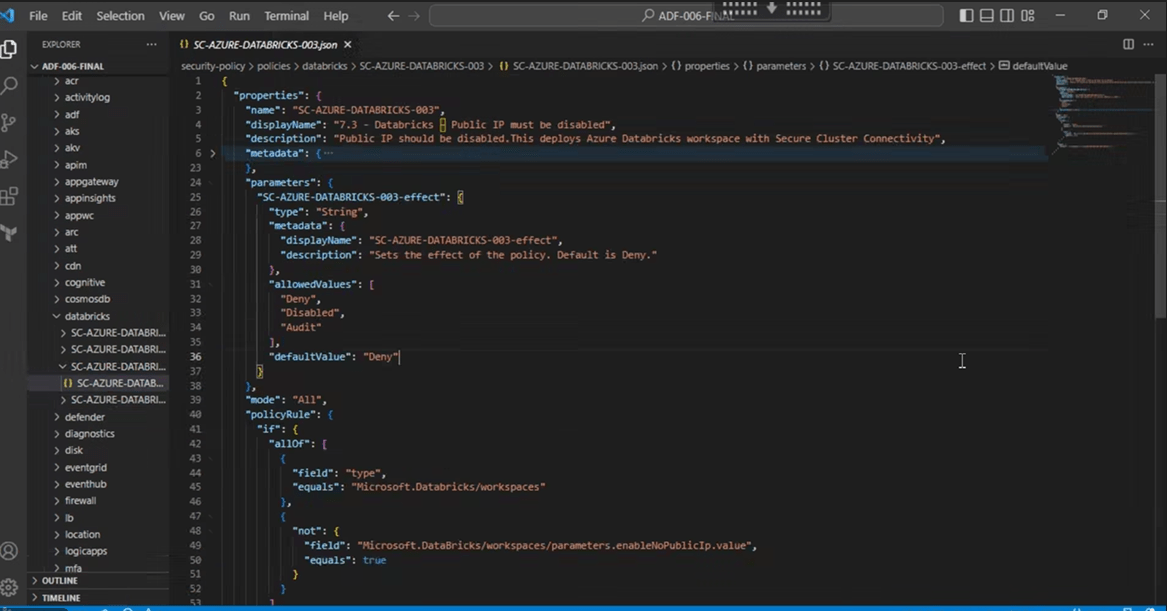 File Edit Selection View Go Run Terminal Help
ADF-006-FINAL
EXPLORER
SC-AZURE-DATABRICKS-003.json
ADF-006-FINAL
security-policy > policies > databricks > SC-AZURE-DATABRICKS-003 > {} SC-AZURE-DATABRICKS-003.json > {} properties > {} parameters > {} SC-AZURE-DATABRICKS-003-effect > defaultValue
acr
activitylog
adf
aks
akv
apim
appgateway
appinsights
appwc
arc
att
cdn
cognitive
cosmosdb
databricks
SC-AZURE-DATABRI...
SC-AZURE-DATABRI...
SC-AZURE-DATABRI...
{} SC-AZURE-DATAB...
SC-AZURE-DATABRI...
defender
diagnostics
disk
eventgrid
eventhub
firewall
lb
location
logicapps
mfa
OUTLINE
TIMELINE
1 {
2 "properties": {
3 "name": "SC-AZURE-DATABRICKS-003",
4 "displayName": "7.3 - Databricks Public IP must be disabled",
5 "description": "Public IP should be disabled.This deploys Azure Databricks workspace with Secure Cluster Connectivity",
6 "metadata": { ...
23 },
24 "parameters": {
25 "SC-AZURE-DATABRICKS-003-effect": {
26 "type": "String",
27 "metadata": {
28 "displayName": "SC-AZURE-DATABRICKS-003-effect",
29 "description": "Sets the effect of the policy. Default is Deny."
30 },
31 "allowedValues": [
32 "Deny",
33 "Disabled",
34 "Audit"
35 ],
36 "defaultValue": "Deny"
37 }
38 },
39 "mode": "All",
40 "policyRule": {
41 "if": {
42 "allOf": [
43 {
44 "field": "type",
45 "equals": "Microsoft.Databricks/workspaces"
46 },
47 {
48 "not": {
49 "field": "Microsoft.DataBricks/workspaces/parameters.enableNoPublicIp.value",
50 "equals": true
51 }
52 }
53 ]